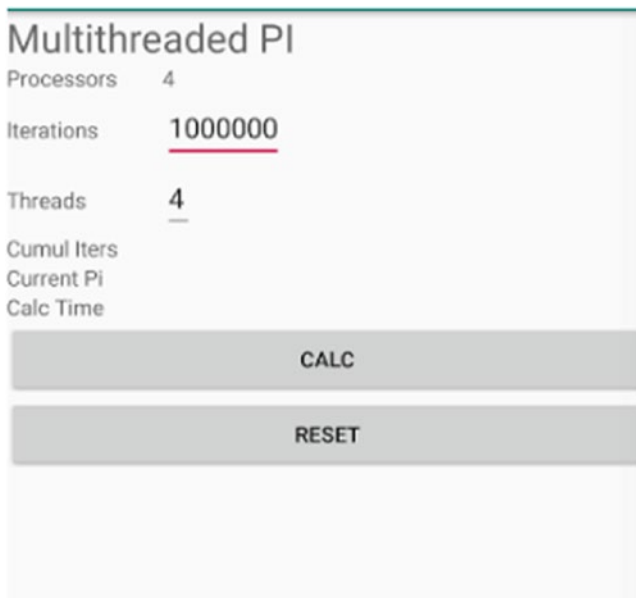 Multithreaded PI
Processors 4
Iterations 1000000
Threads 4
Cumul Iters
Current Pi
Calc Time
CALC
RESET